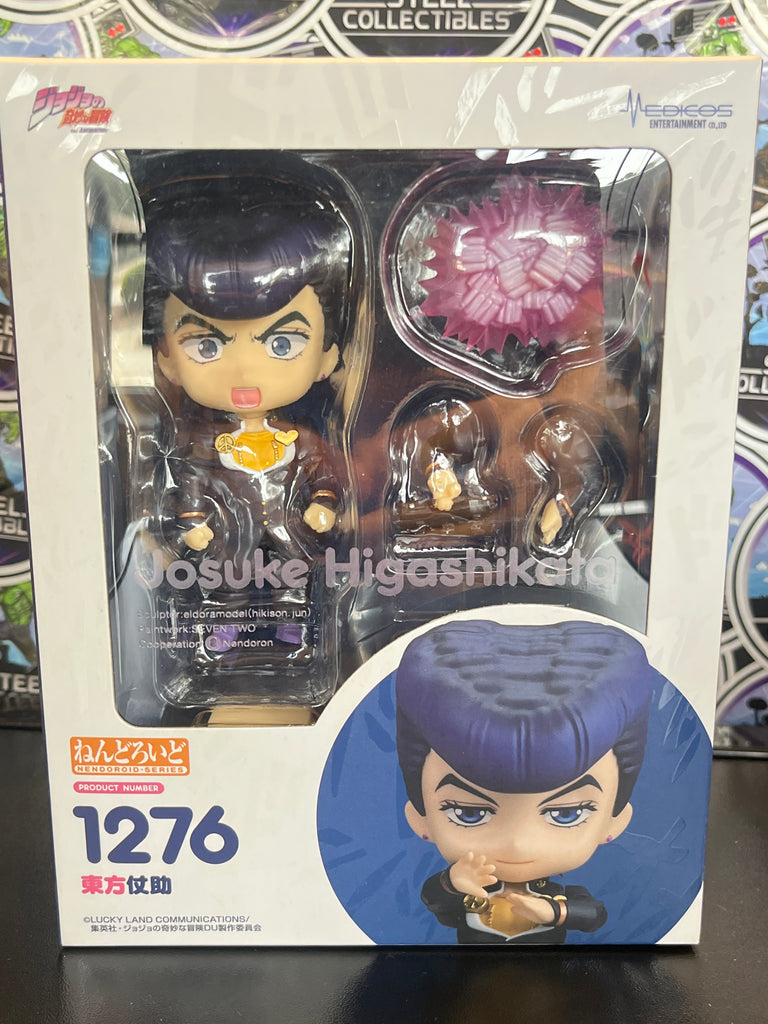 STEEL
COLLECTIBLES
ジョジョの
奇妙な冒険
THE ANIMATION
MEDICOS
ENTERTAINMENT CO.,LTD
Josuke Higashikata
Sculptor:eldoramodel(hikison.jun)
Paintwork:SEVEN TWO
Cooperation: Nendoron
ねんどろいど
NENDOROID-SERIES
PRODUCT NUMBER
1276
東方仗助
©LUCKY LAND COMMUNICATIONS/
集英社・ジョジョの奇妙な冒険DU製作委員会